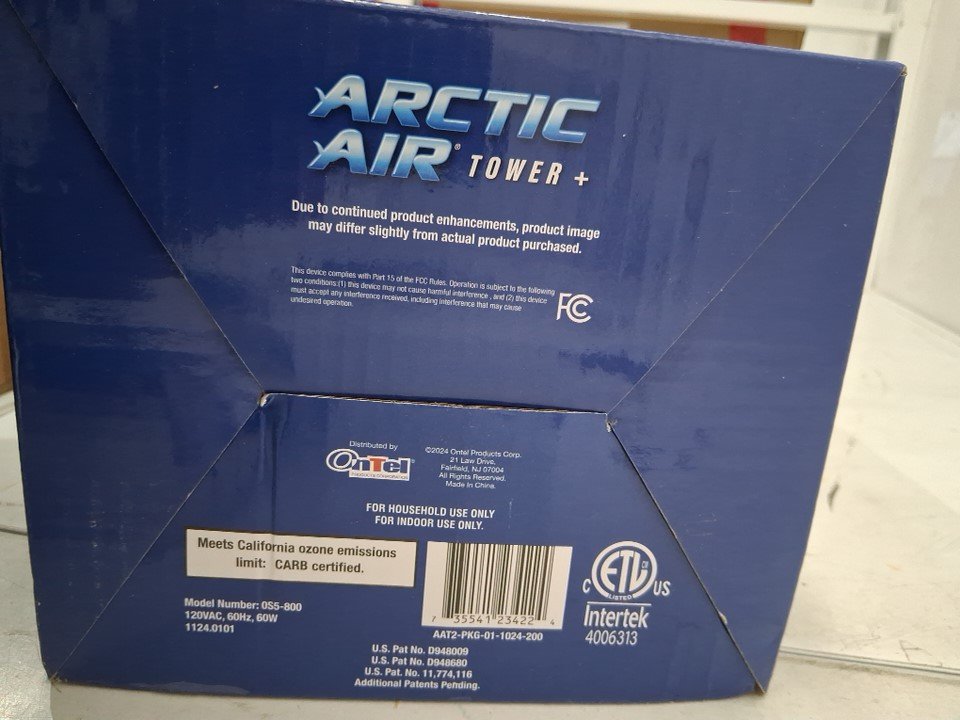 ARCTIC
AIR® TOWER +
Due to continued product enhancements, product image
may differ slightly from actual product purchased.
This device complies with Part 15 of the FCC Rules. Operation is subject to the following
two conditions:(1) this device may not cause harmful interference , and (2) this device
must accept any interference received, including interference that may cause
undesired operation.
FC
Distributed by
OnTel®
PRODUCTS CORPORATION
©2024 Ontel Products Corp.
21 Law Drive,
Fairfield, NJ 07004
All Rights Reserved.
Made in China.
FOR HOUSEHOLD USE ONLY
FOR INDOOR USE ONLY.
Meets California ozone emissions
limit: CARB certified.
Model Number: 0S5-800
120VAC, 60Hz, 60W
1124.0101
7 35541 23422 4
AAT2-PKG-01-1024-200
C ETL US
LISTED
Intertek
4006313
U.S. Pat No. D948009
U.S. Pat No. D948680
U.S. Pat. No. 11,774,116
Additional Patents Pending.